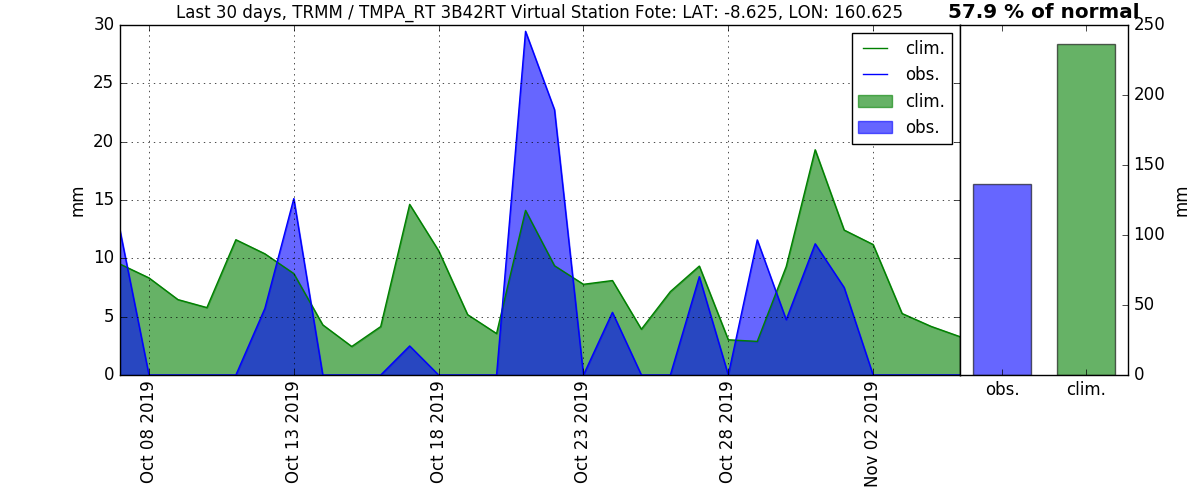 Last 30 days, TRMM / TMPA_RT 3B42RT Virtual Station Fote: LAT: -8.625, LON: 160.625
57.9 % of normal
30
25
20
15
10
5
0
mm
clim.
obs.
clim.
obs.
Oct 08 2019
Oct 13 2019
Oct 18 2019
Oct 23 2019
Oct 28 2019
Nov 02 2019
250
200
150
100
50
0
mm
obs.
clim.